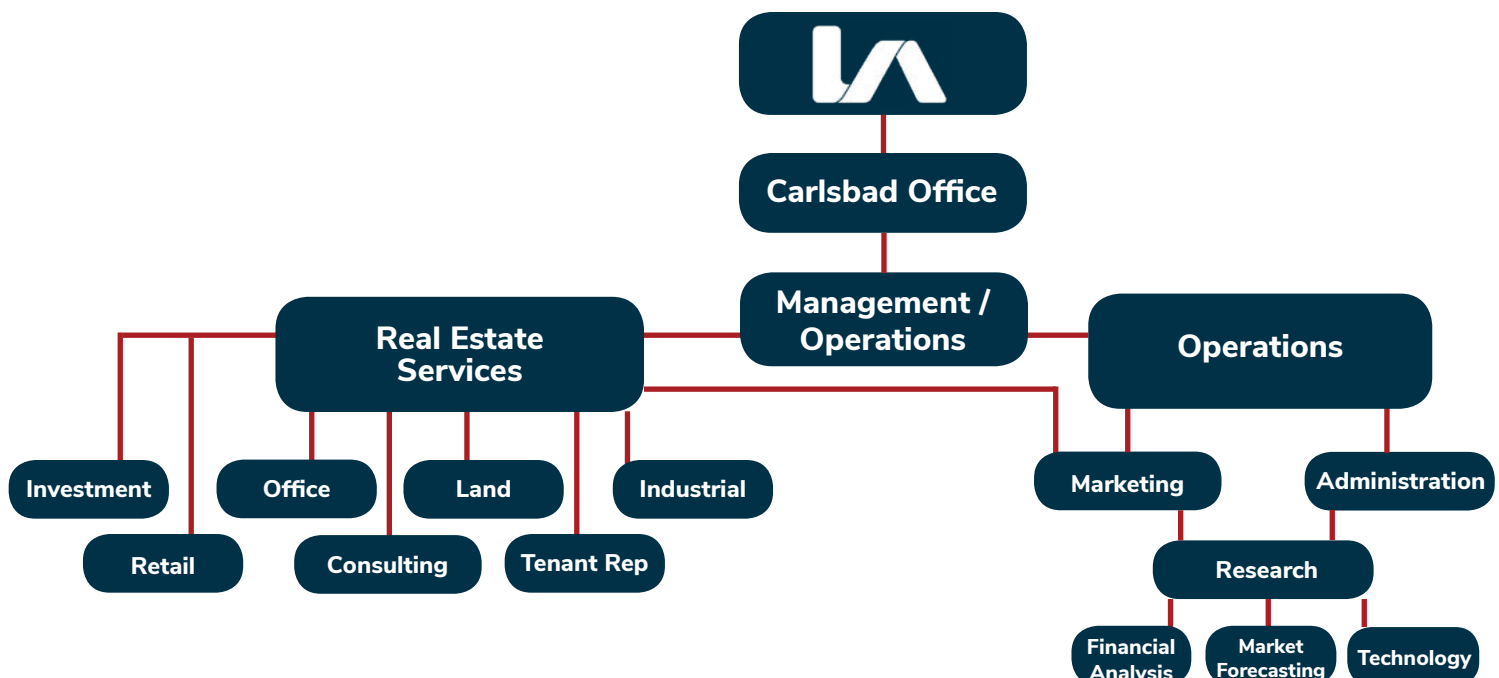 LA
Carlsbad Office
Management /
Operations
Real Estate
Services
Operations
Investment
Office
Land
Industrial
Marketing
Administration
Retail
Consulting
Tenant Rep
Research
Financial
Analysis
Market
Forecasting
Technology